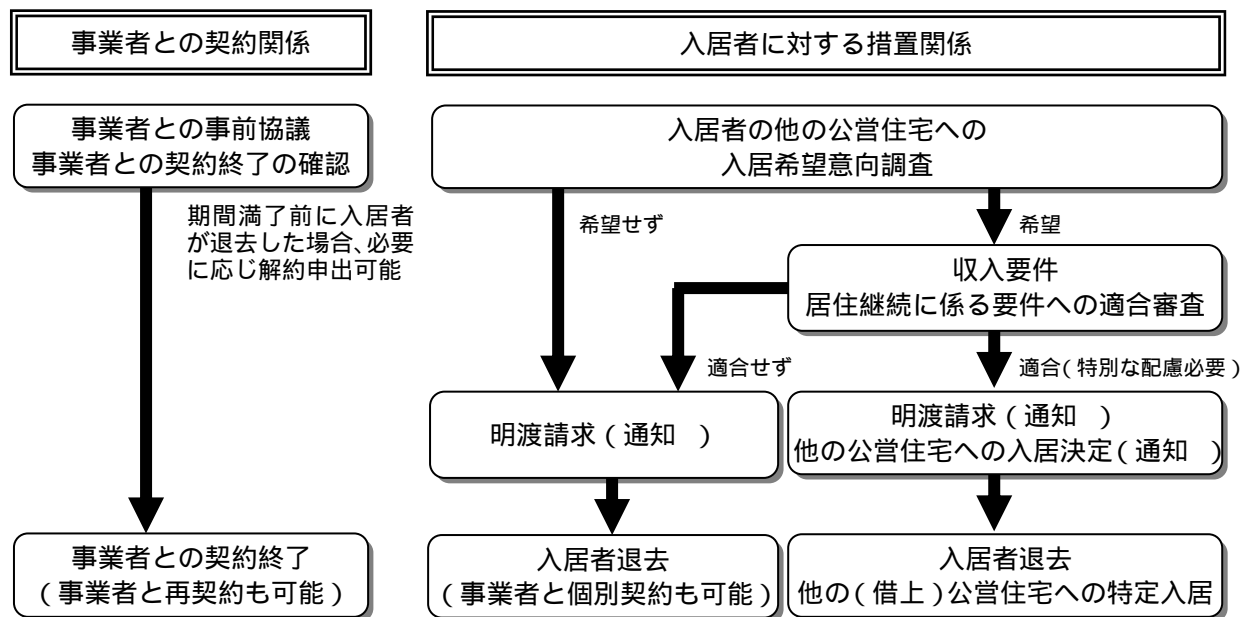 事業者との契約関係
入居者に対する措置関係
事業者との事前協議
事業者との契約終了の確認
期間満了前に入居者
が退去した場合、必要
に応じ解約申出可能
事業者との契約終了
(事業者と再契約も可能)
入居者の他の公営住宅への
入居希望意向調査
希望せず
希望
収入要件
居住継続に係る要件への適合審査
適合せず
適合(特別な配慮必要)
明渡請求(通知 )
明渡請求(通知 )
他の公営住宅への入居決定(通知 )
入居者退去
(事業者と個別契約も可能)
入居者退去
他の(借上)公営住宅への特定入居